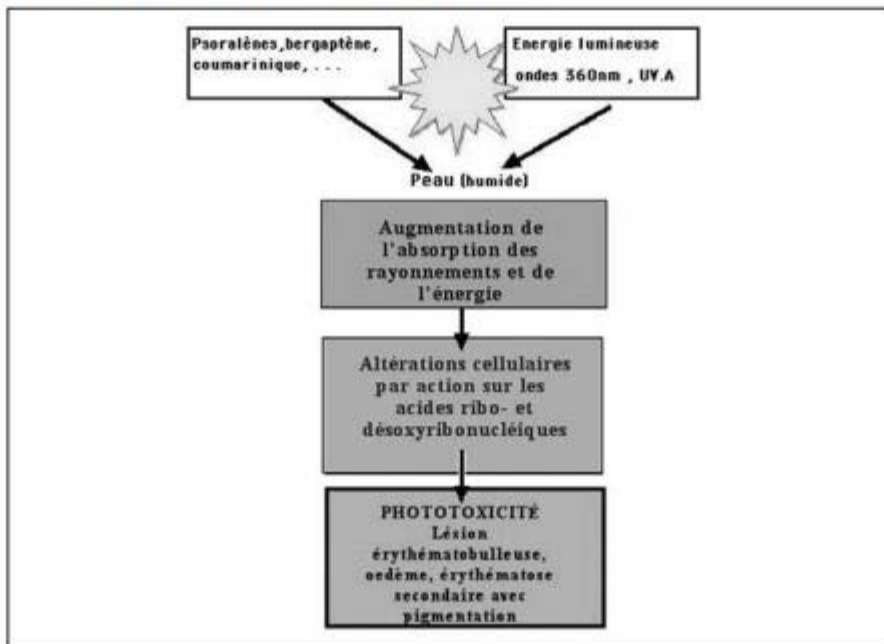 Psoralènes,bergaptène,
coumarinique, ...
Energie lumineuse
ondes 360nm , UV.A
Peau (humide)
Augmentation de
l'absorption des
rayonnements et de
l'énergie
Altérations cellulaires
par action sur les
acides ribo- et
désoxyribonucléiques
PHOTOTOXICITÉ
Lésion
érythématobulleuse,
oedème, érythématose
secondaire avec
pigmentation